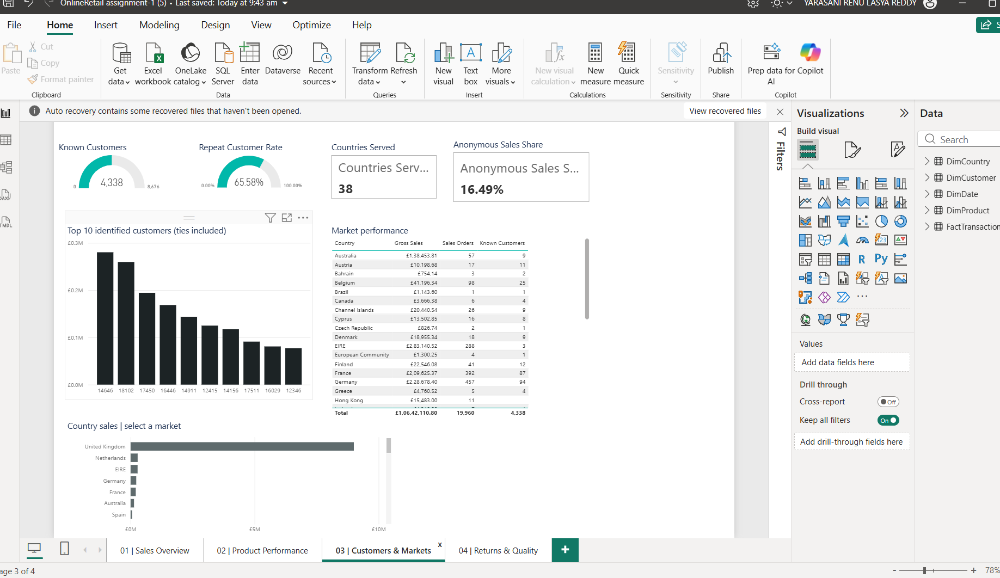 OnlineRetail assignment-1 (5) • Last saved: Today at 9:43 am
YARASANI RENU LASYA REDDY
File Home Insert Modeling Design View Optimize Help
Paste
Cut
Copy
Format painter
Clipboard
Get data
Excel workbook
OneLake catalog
SQL Server
Enter data
Dataverse
Recent sources
Data
Transform data
Refresh
Queries
New visual
Text box
More visuals
Insert
New visual calculation
New measure
Quick measure
Calculations
Sensitivity
Sensitivity
Publish
Share
Prep data for AI
Copilot
Copilot
Auto recovery contains some recovered files that haven't been opened.
View recovered files
Known Customers
4,338
0
8,676
Repeat Customer Rate
65.58%
0.00%
100.00%
Countries Served
Countries Serv...
38
Anonymous Sales Share
Anonymous Sales S...
16.49%
Top 10 identified customers (ties included)
£0.3M
£0.2M
£0.1M
£0.0M
14646 18102 17450 16446 14911 12415 14156 17511 16029 12346
Market performance
Country Gross Sales Sales Orders Known Customers
Australia £1,38,453.81 57 9
Austria £10,198.68 17 11
Bahrain £754.14 3 2
Belgium £41,196.34 98 25
Brazil £1,143.60 1 1
Canada £3,666.38 6 4
Channel Islands £20,440.54 26 9
Cyprus £13,502.85 16 8
Czech Republic £826.74 2 1
Denmark £18,955.34 18 9
EIRE £2,83,140.52 288 3
European Community £1,300.25 4 1
Finland £22,546.08 41 12
France £2,09,625.37 392 87
Germany £2,28,678.40 457 94
Greece £4,760.52 5 4
Hong Kong £15,483.00 11
Total £1,06,42,110.80 19,960 4,338
Country sales | select a market
United Kingdom
Netherlands
EIRE
Germany
France
Australia
Spain
£0M £5M £10M
Filters
Visualizations
Build visual
R
Py
123
Values
Add data fields here
Drill through
Cross-report
Off
Keep all filters
On
Add drill-through fields here
Data
Search
DimCountry
DimCustomer
DimDate
DimProduct
FactTransaction
DAX
TMDL
01 | Sales Overview
02 | Product Performance
03 | Customers & Markets
x
04 | Returns & Quality
+
age 3 of 4
- + 78%